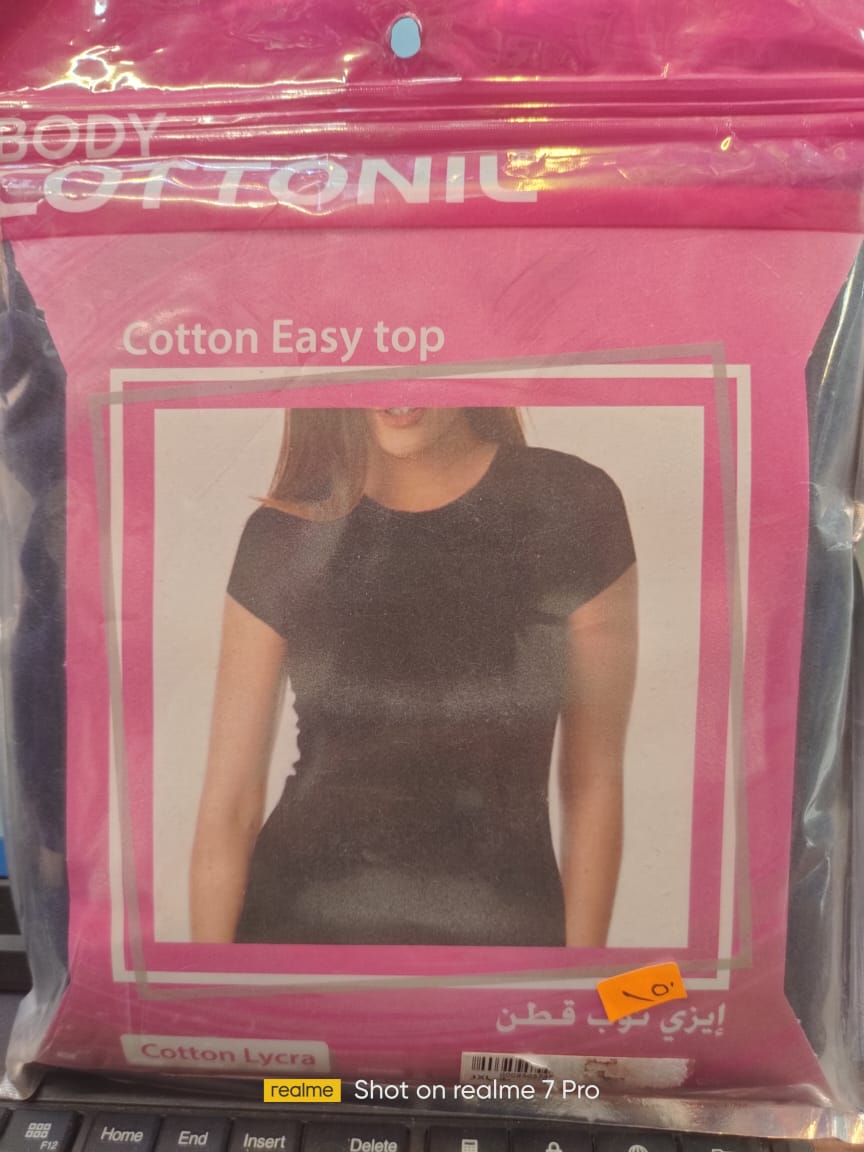 BODY
COTTONIL
Cotton Easy top
إيزي توب قطن
Cotton Lycra
realme Shot on realme 7 Pro
F12 Home End Insert Delete